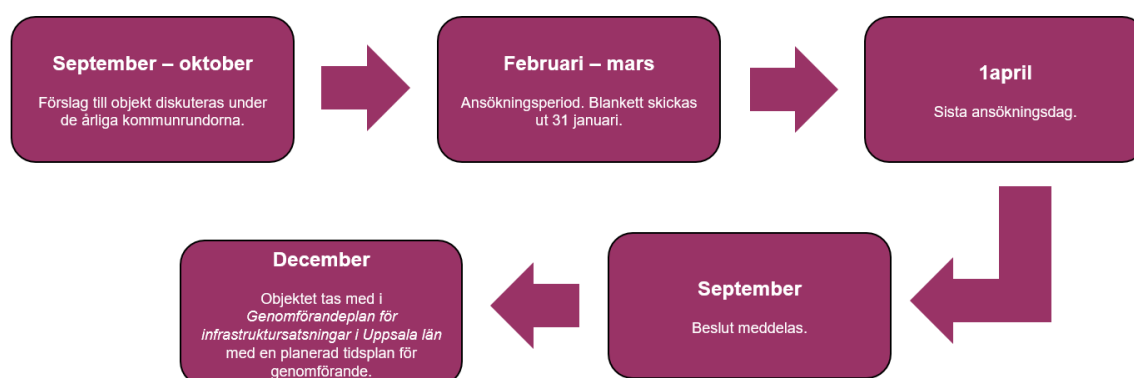 September – oktober
Förslag till objekt diskuteras under
de årliga kommunrundorna.
Februari – mars
Ansökningsperiod. Blankett skickas
ut 31 januari.
1april
Sista ansökningsdag.
September
Beslut meddelas.
December
Objektet tas med i
Genomförandeplan för
infrastruktursatsningar i Uppsala län
med en planerad tidsplan för
genomförande.